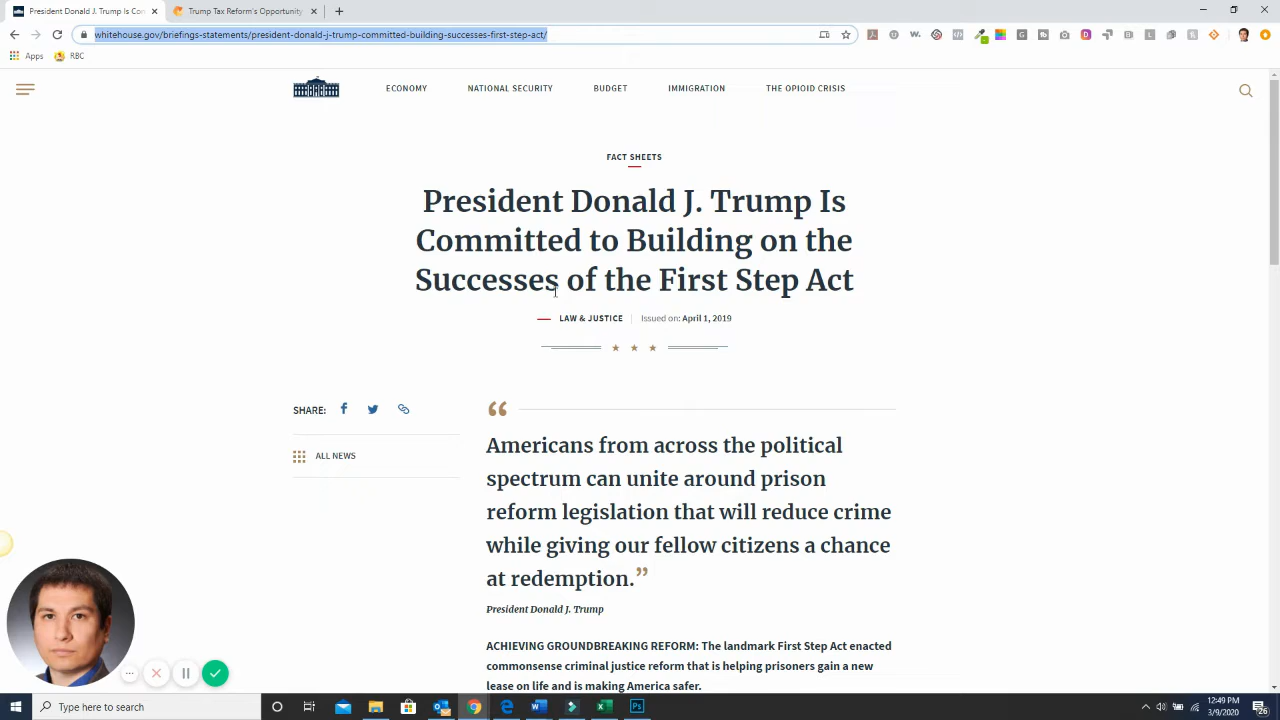 President Donald J. Trump Is Con
Trump Tax Reform's Opportunity
whitehouse.gov/briefings-statements/president-donald-j-trump-committed-building-successes-first-step-act/
Apps
RBC
ECONOMY
NATIONAL SECURITY
BUDGET
IMMIGRATION
THE OPIOID CRISIS
FACT SHEETS
President Donald J. Trump Is
Committed to Building on the
Successes of the First Step Act
LAW & JUSTICE | Issued on: April 1, 2019
SHARE:
ALL NEWS
“
Americans from across the political
spectrum can unite around prison
reform legislation that will reduce crime
while giving our fellow citizens a chance
at redemption.”
President Donald J. Trump
ACHIEVING GROUNDBREAKING REFORM: The landmark First Step Act enacted
commonsense criminal justice reform that is helping prisoners gain a new
lease on life and is making America safer.
Type here to search
12:49 PM
3/9/2020